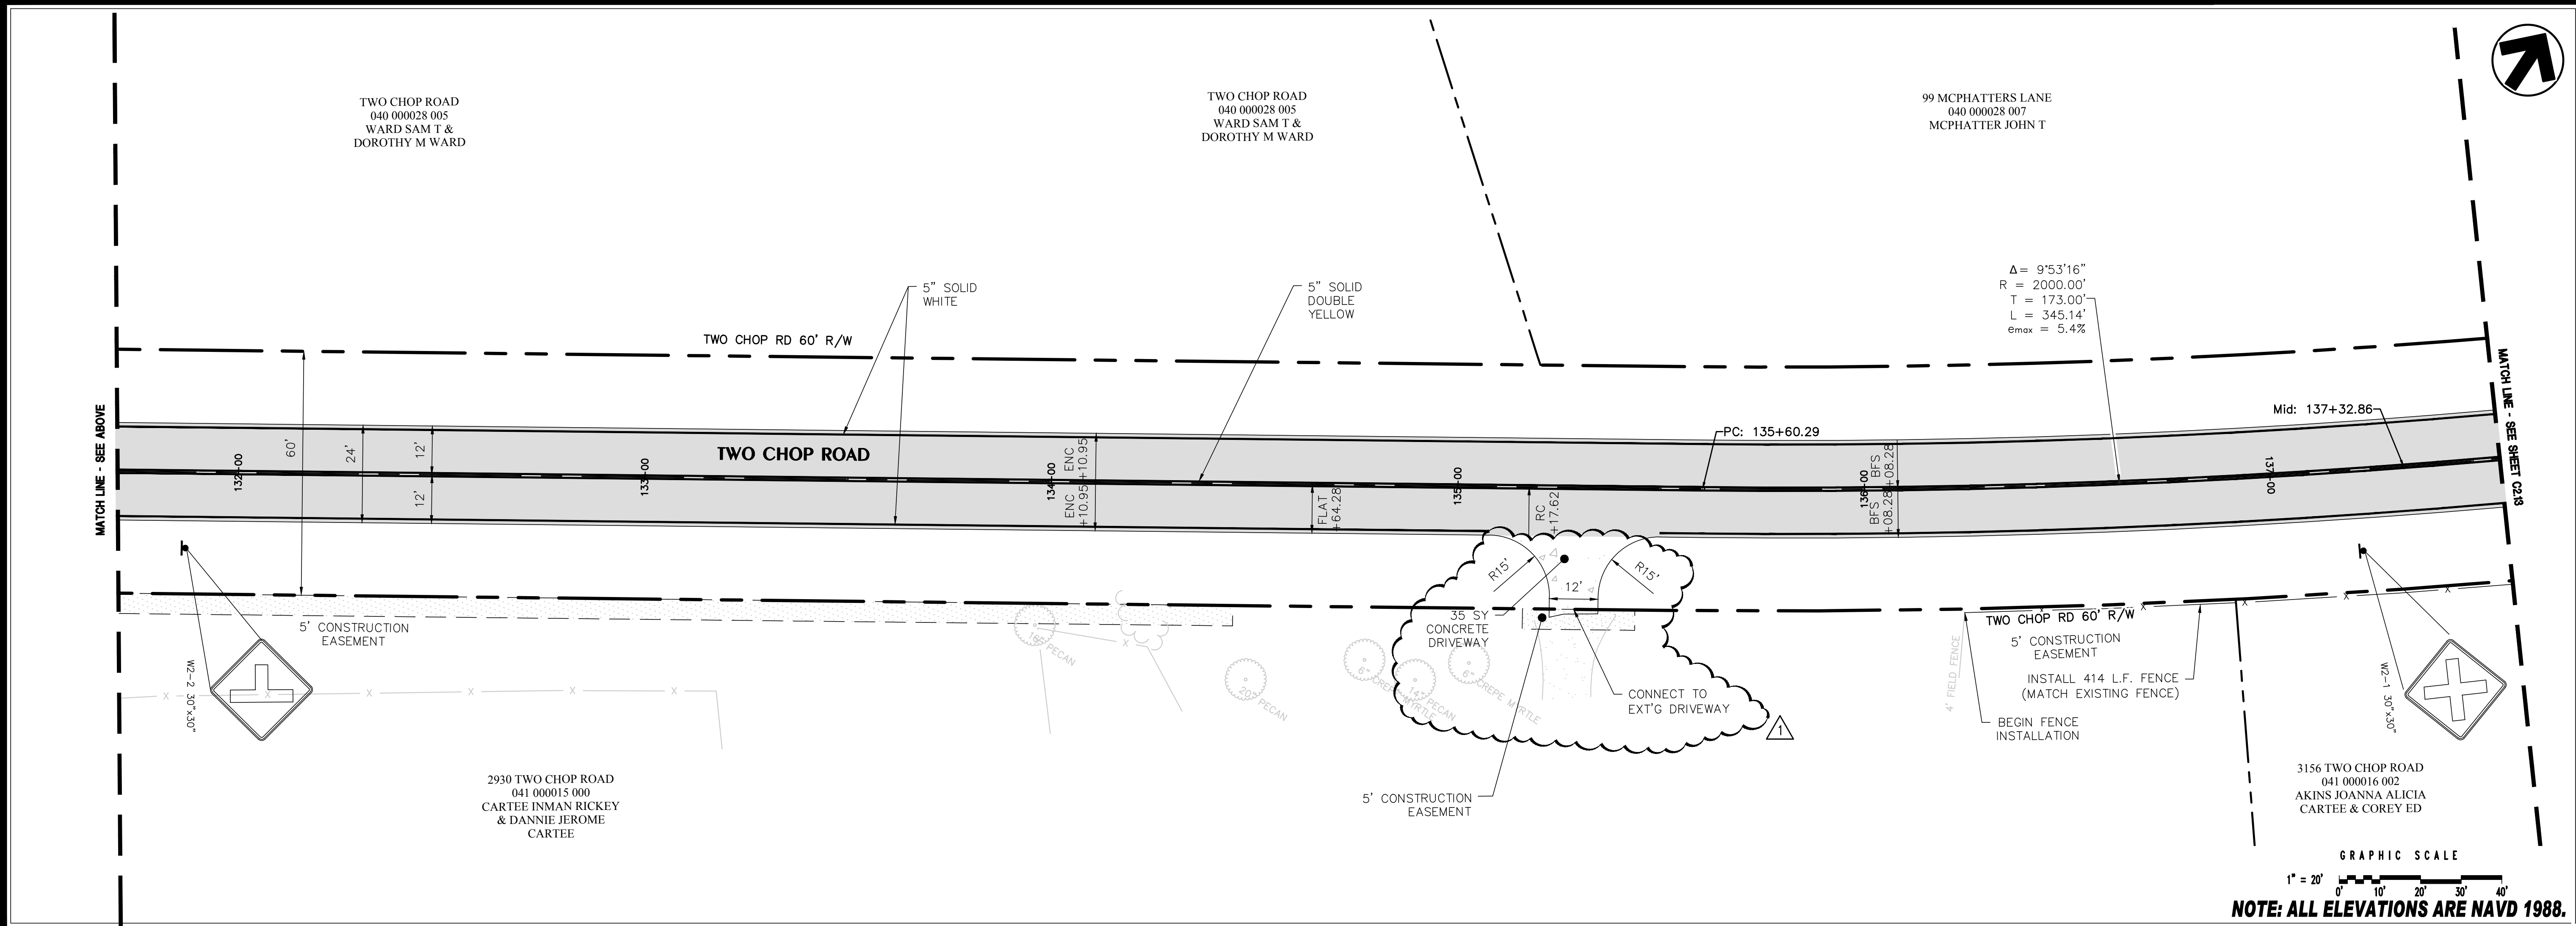 TWO CHOP ROAD
040 000028 005
WARD SAM T &
DOROTHY M WARD
TWO CHOP ROAD
040 000028 005
WARD SAM T &
DOROTHY M WARD
99 MCPHATTERS LANE
040 000028 007
MCPHATTER JOHN T
Δ= 9°53'16"
R = 2000.00'
T = 173.00'
L = 345.14'
emax = 5.4%
5" SOLID
WHITE
5" SOLID
DOUBLE
YELLOW
TWO CHOP RD 60' R/W
MATCH LINE - SEE ABOVE
MATCH LINE - SEE SHEET C2.13
Mid: 137+32.86
PC: 135+60.29
60'
24'
12'
12'
TWO CHOP ROAD
132+00
133+00
134+00
135+00
136+00
137+00
ENC ENC
+10.95 +10.95
FLAT
+64.28
RC
+17.62
BFS BFS
+08.28 +08.28
R15'
R15'
12'
35 SY
CONCRETE
DRIVEWAY
5' CONSTRUCTION
EASEMENT
W2-2 30"x30"
16" PECAN
20" PECAN
6" CREPE MYRTLE
14" PECAN
6" CREPE MYRTLE
CONNECT TO
EXT'G DRIVEWAY
1
5' CONSTRUCTION
EASEMENT
4' FIELD FENCE
TWO CHOP RD 60' R/W
5' CONSTRUCTION
EASEMENT
INSTALL 414 L.F. FENCE
(MATCH EXISTING FENCE)
BEGIN FENCE
INSTALLATION
W2-1 30"x30"
2930 TWO CHOP ROAD
041 000015 000
CARTEE INMAN RICKEY
& DANNIE JEROME
CARTEE
3156 TWO CHOP ROAD
041 000016 002
AKINS JOANNA ALICIA
CARTEE & COREY ED
GRAPHIC SCALE
1" = 20'
0' 10' 20' 30' 40'
NOTE: ALL ELEVATIONS ARE NAVD 1988.